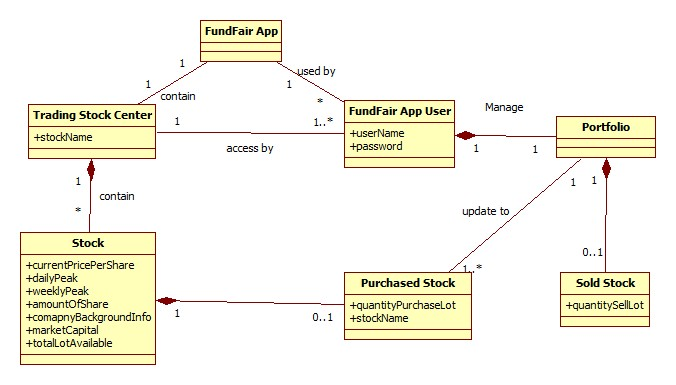 FundFair App
1
1
used by
1
contain
*
Trading Stock Center
+stockName
1
access by
1..*
FundFair App User
+userName
+password
Manage
1
1
Portfolio
1
contain
*
1
1
update to
1..*
0..1
Stock
+currentPricePerShare
+dailyPeak
+weeklyPeak
+amountOfShare
+comapnyBackgroundInfo
+marketCapital
+totalLotAvailable
1
0..1
Purchased Stock
+quantityPurchaseLot
+stockName
Sold Stock
+quantitySellLot